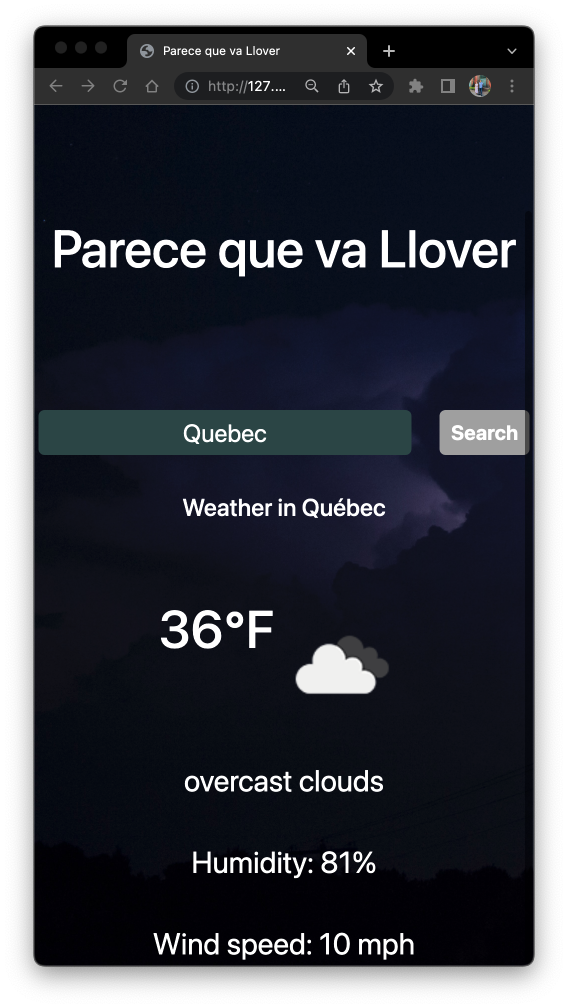 Parece que va Llover
http://127....
Parece que va Llover
Quebec
Search
Weather in Québec
36°F
overcast clouds
Humidity: 81%
Wind speed: 10 mph